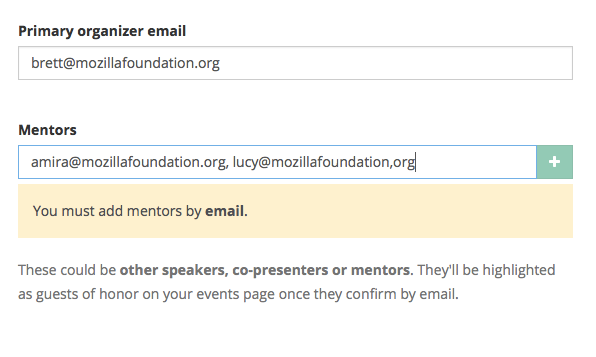 Primary organizer email
brett@mozillafoundation.org
Mentors
amira@mozillafoundation.org, lucy@mozillafoundation,org
+
You must add mentors by email.
These could be other speakers, co-presenters or mentors. They'll be highlighted
as guests of honor on your events page once they confirm by email.